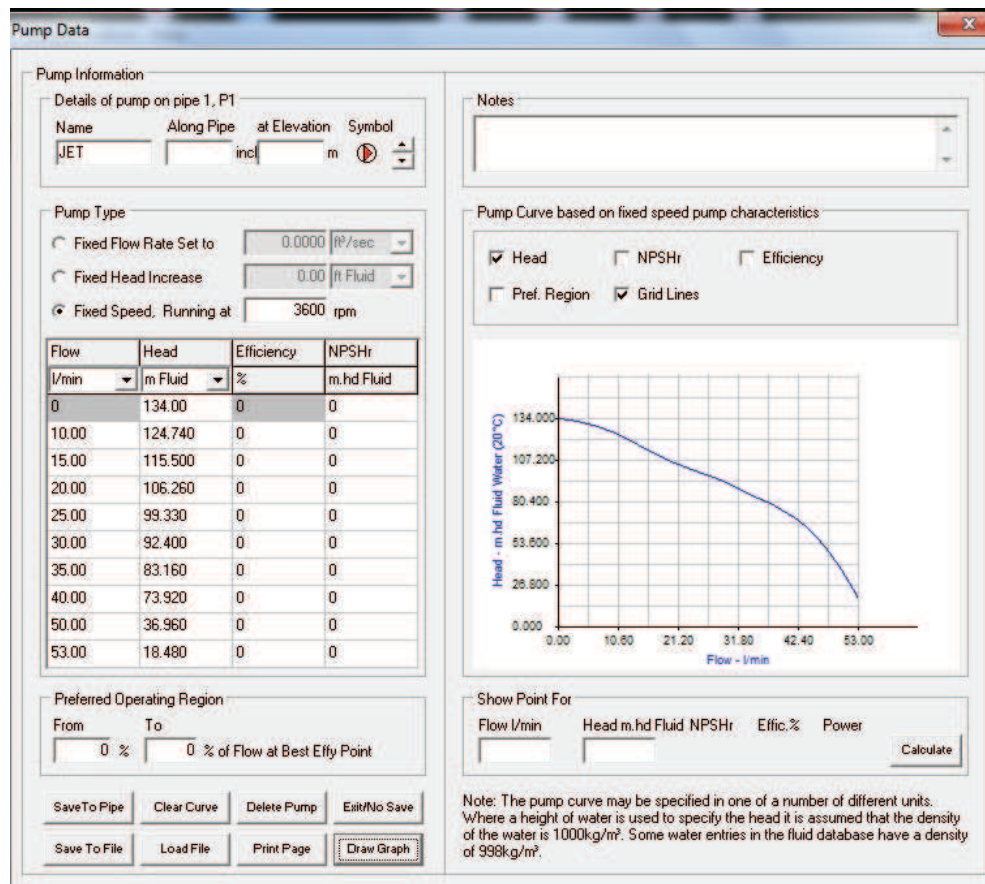 Pump Data
x
Pump Information
Details of pump on pipe 1, P1
Name Along Pipe at Elevation Symbol
JET incl m
Pump Type
Fixed Flow Rate Set to 0.0000 ft³/sec
Fixed Head Increase 0.00 ft Fluid
Fixed Speed, Running at 3600 rpm
Flow Head Efficiency NPSHr
l/min m Fluid % m.hd Fluid
0 134.00 0 0
10.00 124.740 0 0
15.00 115.500 0 0
20.00 106.260 0 0
25.00 99.330 0 0
30.00 92.400 0 0
35.00 83.160 0 0
40.00 73.920 0 0
50.00 36.960 0 0
53.00 18.480 0 0
Preferred Operating Region
From To
0 % 0 % of Flow at Best Effy Point
SaveTo Pipe Clear Curve Delete Pump Exit/No Save
Save To File Load File Print Page Draw Graph
Notes
Pump Curve based on fixed speed pump characteristics
Head NPSHr Efficiency
Pref. Region Grid Lines
Head - m.hd Fluid Water (20°C)
134.000
107.200
80.400
53.600
26.800
0.000
0.00 10.60 21.20 31.80 42.40 53.00
Flow - l/min
Show Point For
Flow l/min Head m.hd Fluid NPSHr Effic.% Power
Calculate
Note: The pump curve may be specified in one of a number of different units.
Where a height of water is used to specify the head it is assumed that the density
of the water is 1000kg/m³. Some water entries in the fluid database have a density
of 998kg/m³.